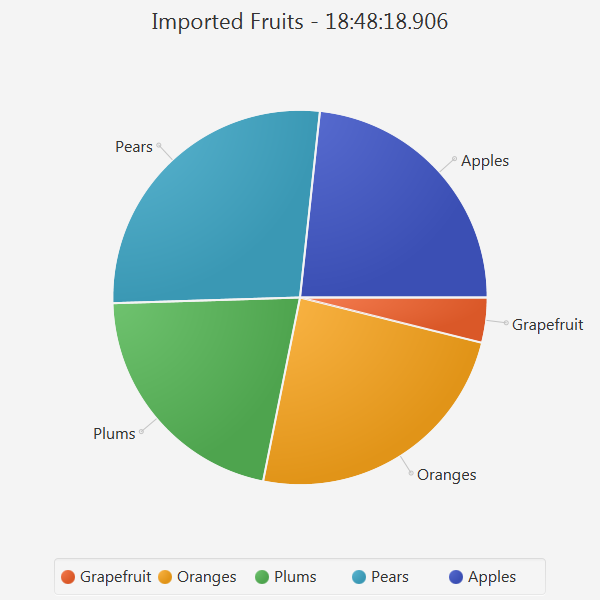 Imported Fruits - 18:48:18.906
Pears
Apples
Grapefruit
Plums
Oranges
Grapefruit Oranges Plums Pears Apples